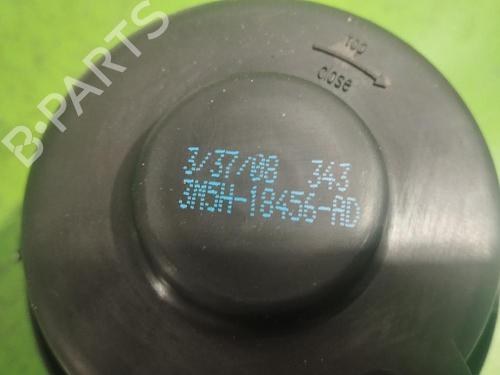 B-PARTS
Top
close
3/37/08 343
3M5H-18456-AD